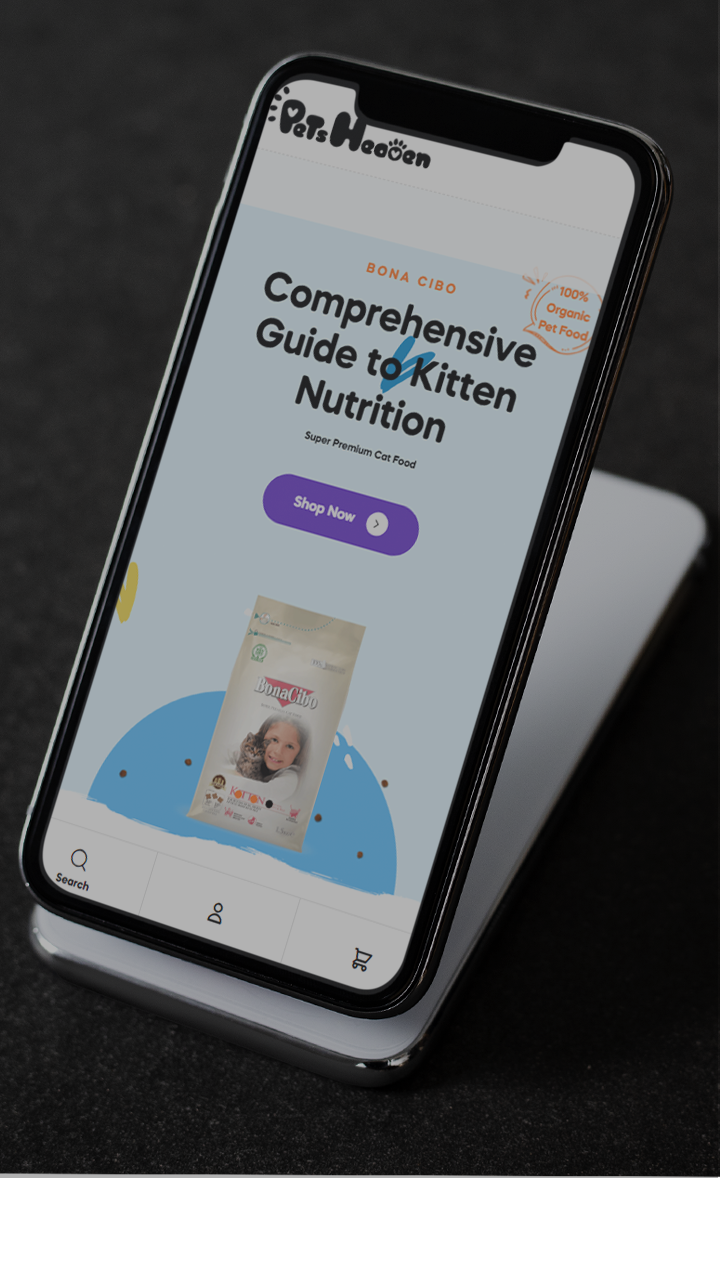 Pets Heaven
BONA CIBO
Comprehensive
Guide to Kitten
Nutrition
100%
Organic
Pet Food
Super Premium Cat Food
Shop Now
BonaCibo
KITTEN
Search